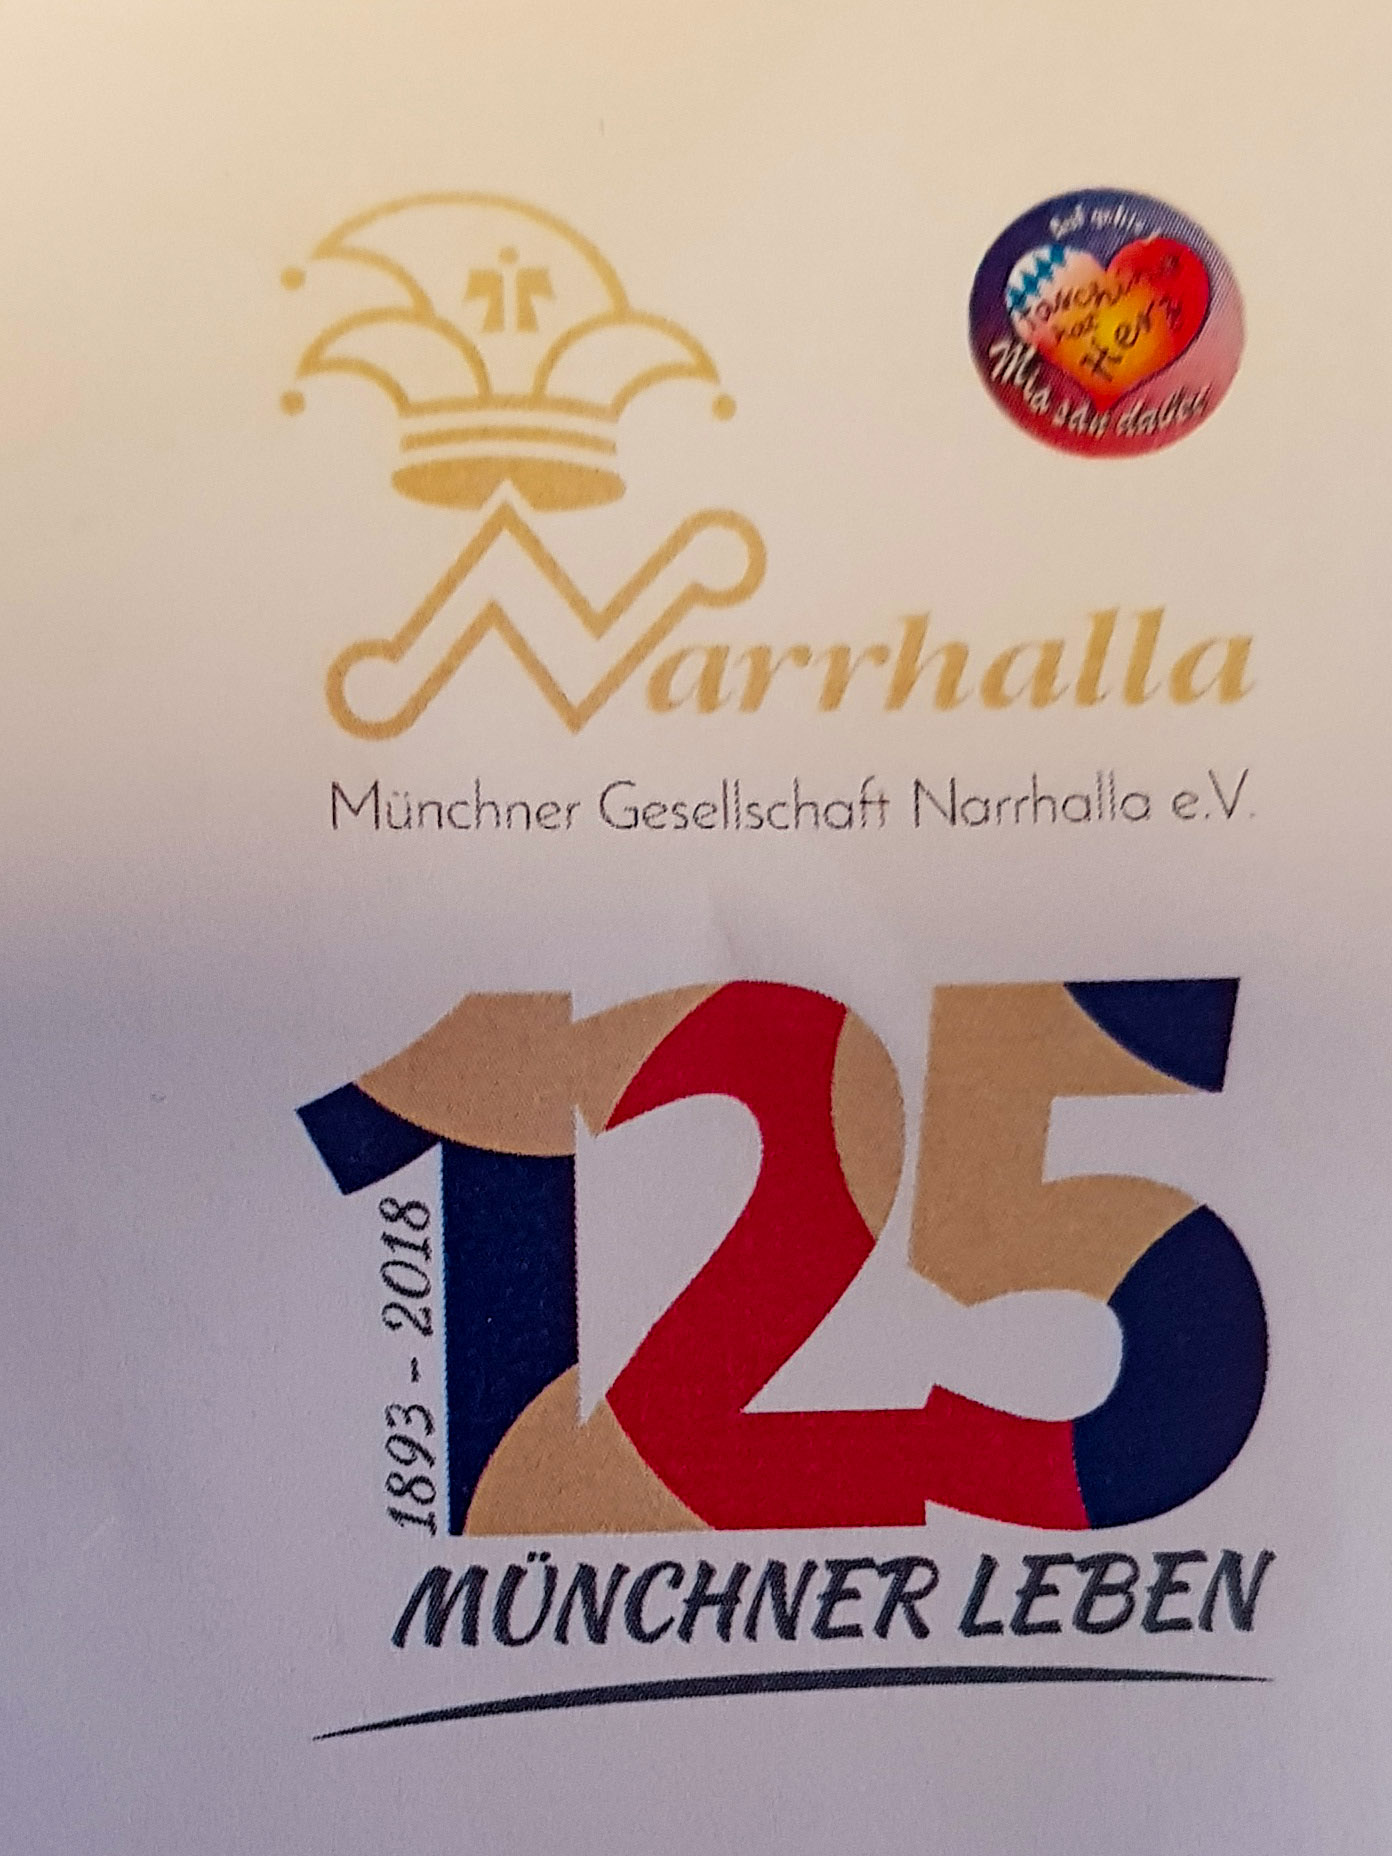 Fasching
hat
Herz
Mia san dabei
Narrhalla
Münchner Gesellschaft Narrhalla e.V.
125
1893 - 2018
MÜNCHNER LEBEN